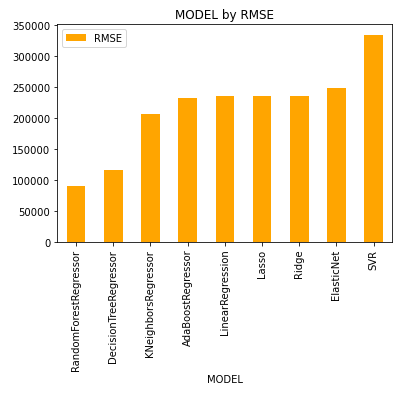 MODEL by RMSE
RMSE
350000
300000
250000
200000
150000
100000
50000
0
RandomForestRegressor
DecisionTreeRegressor
KNeighborsRegressor
AdaBoostRegressor
LinearRegression
Lasso
Ridge
ElasticNet
SVR
MODEL